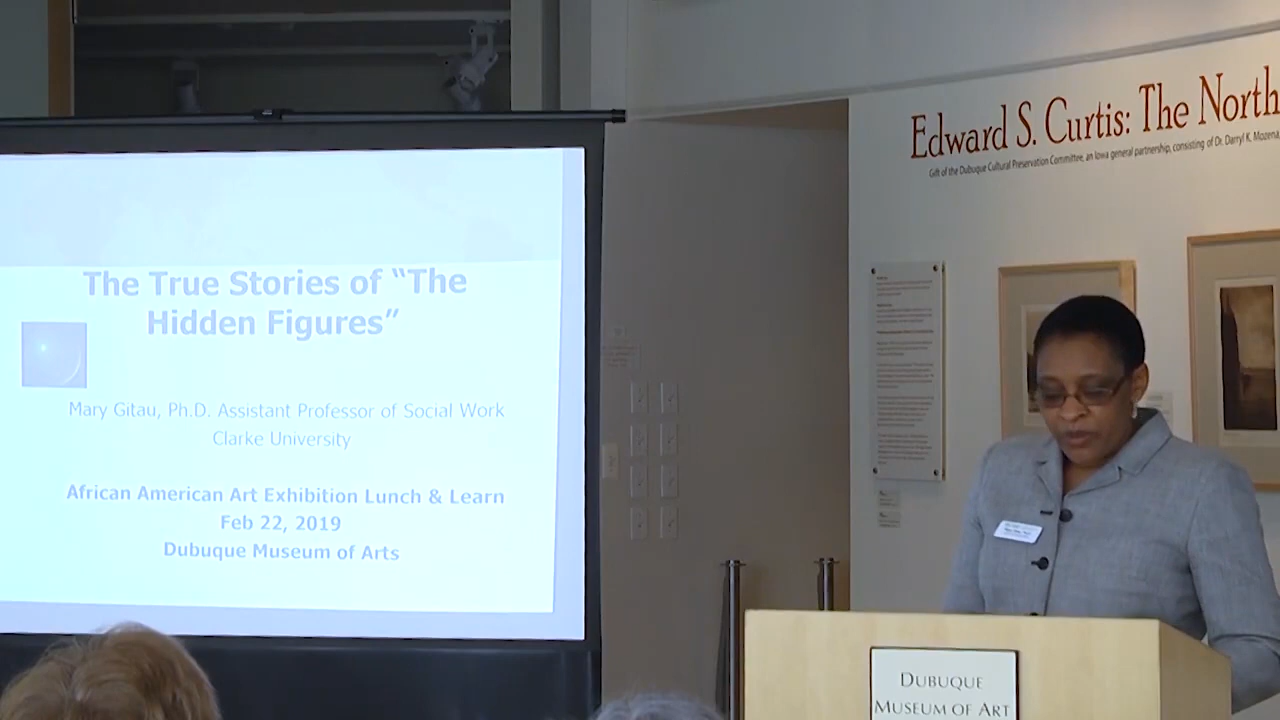 The True Stories of “The
Hidden Figures”
Mary Gitau, Ph.D. Assistant Professor of Social Work
Clarke University
African American Art Exhibition Lunch & Learn
Feb 22, 2019
Dubuque Museum of Arts
Edward S. Curtis: The North
Gift of the Dubuque Cultural Preservation Committee, an Iowa general partnership, consisting of Dr. Darryl K. Mozena,
DUBUQUE
MUSEUM OF ART